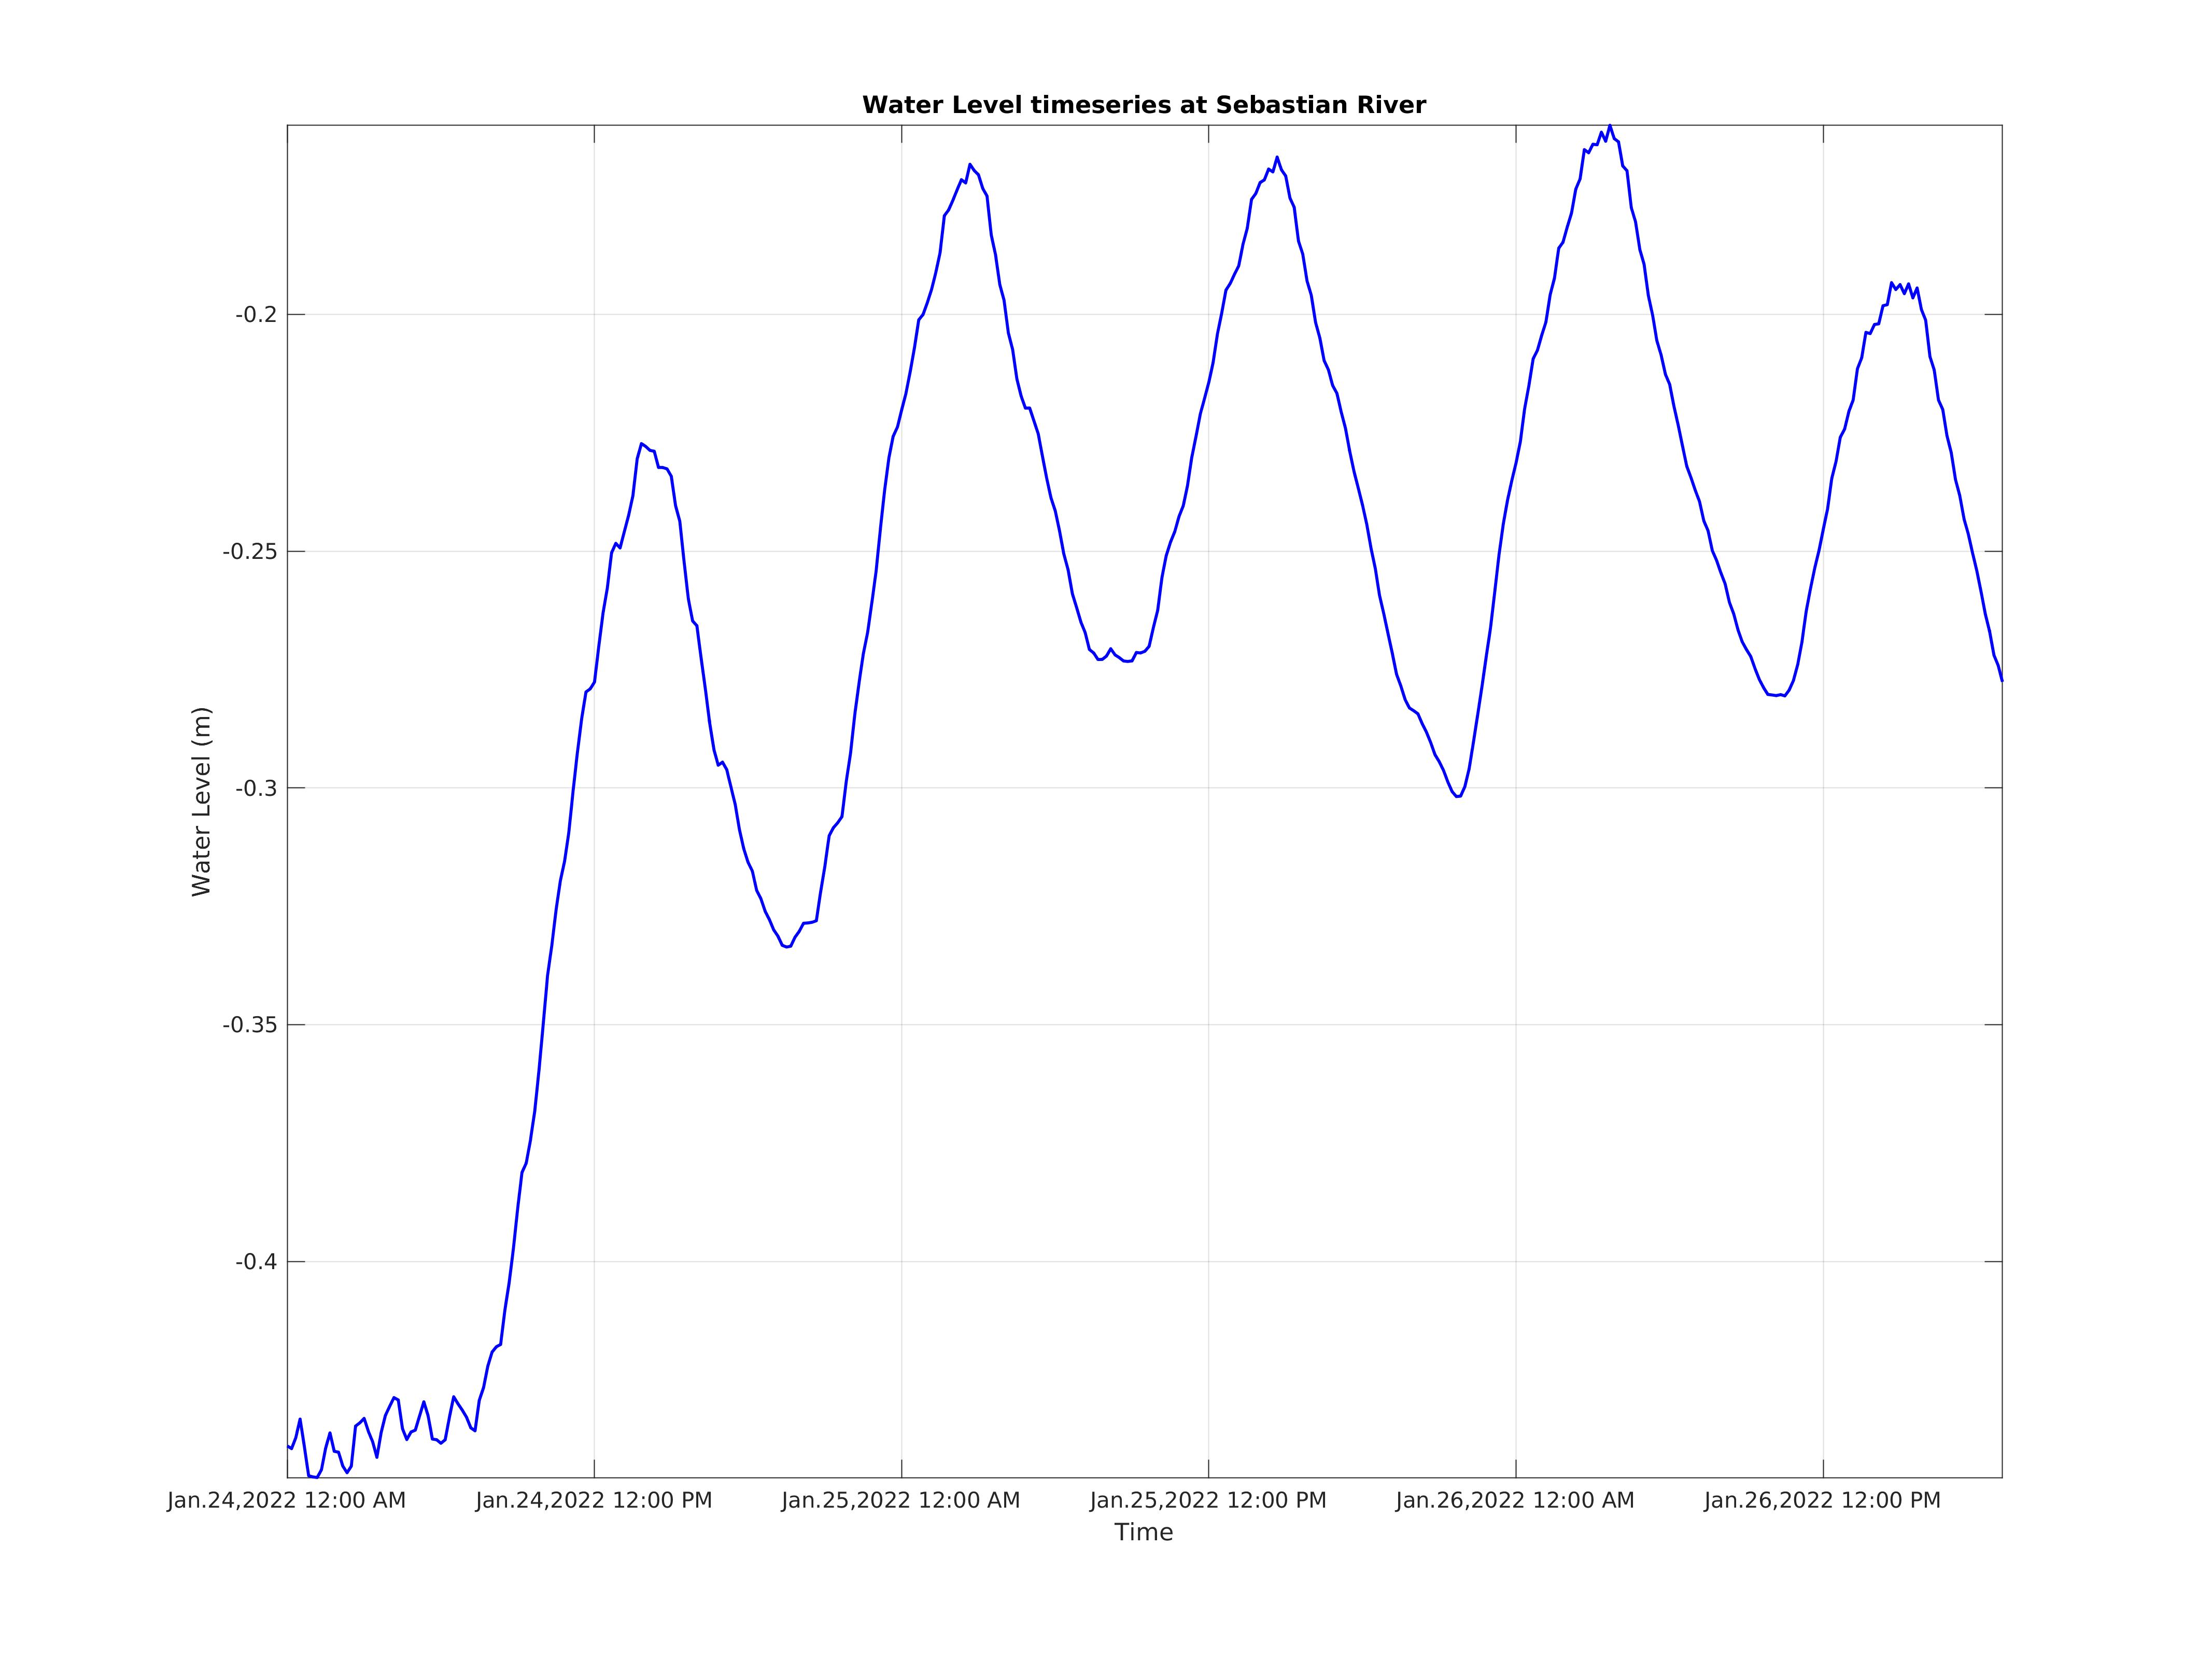 Water Level timeseries at Sebastian River
-0.2
-0.25
-0.3
-0.35
-0.4
Water Level (m)
Jan.24,2022 12:00 AM
Jan.24,2022 12:00 PM
Jan.25,2022 12:00 AM
Jan.25,2022 12:00 PM
Jan.26,2022 12:00 AM
Jan.26,2022 12:00 PM
Time